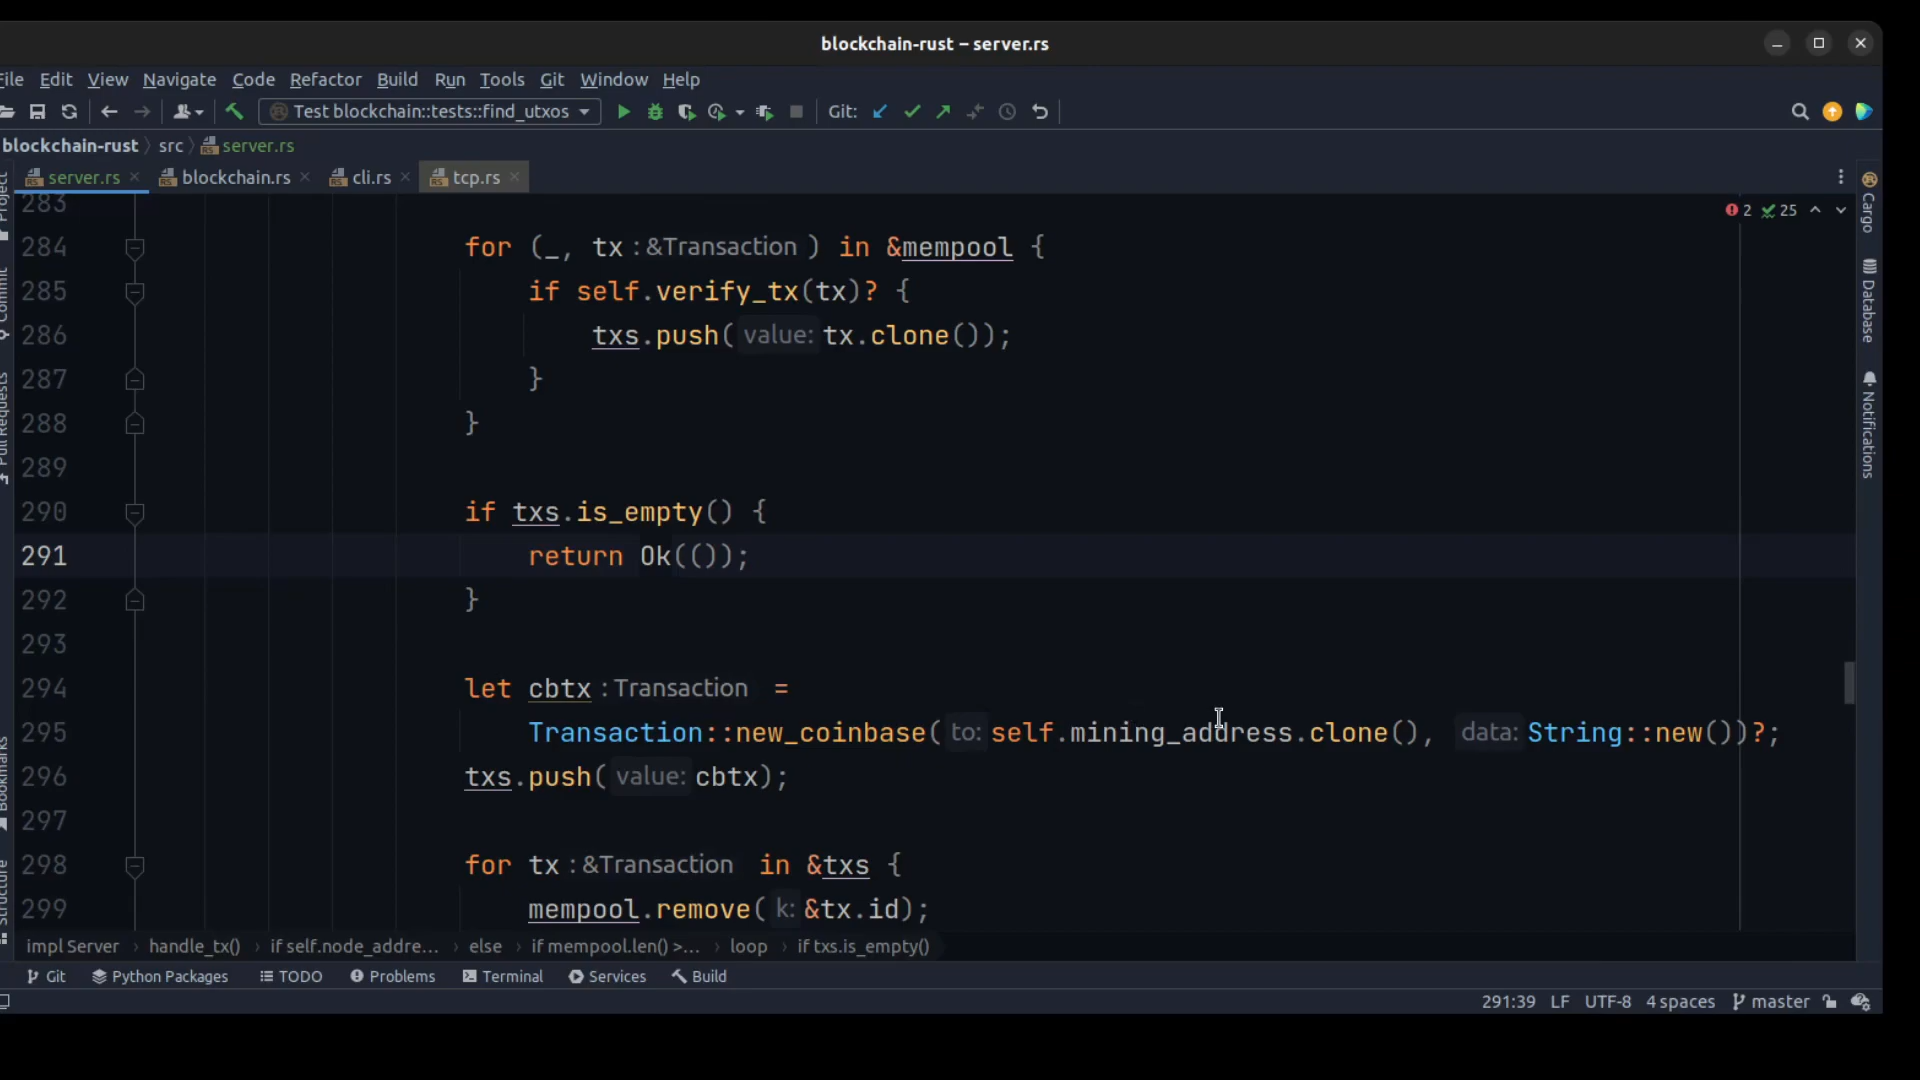 blockchain-rust – server.rs
File Edit View Navigate Code Refactor Build Run Tools Git Window Help
Test blockchain::tests::find_utxos Git:
blockchain-rust src server.rs
server.rs blockchain.rs cli.rs tcp.rs
2 25
283
284 for (_, tx : &Transaction ) in &mempool {
285 if self.verify_tx(tx)? {
286 txs.push( value: tx.clone());
287 }
288 }
289
290 if txs.is_empty() {
291 return Ok(());
292 }
293
294 let cbtx : Transaction =
295 Transaction::new_coinbase( to: self.mining_address.clone(), data: String::new())?;
296 txs.push( value: cbtx);
297
298 for tx : &Transaction in &txs {
299 mempool.remove( k: &tx.id);
impl Server handle_tx() if self.node_addre... else if mempool.len() >... loop if txs.is_empty()
Git Python Packages TODO Problems Terminal Services Build
291:39 LF UTF-8 4 spaces master
Project
Commit
Pull Requests
Bookmarks
Structure
Cargo
Database
Notifications